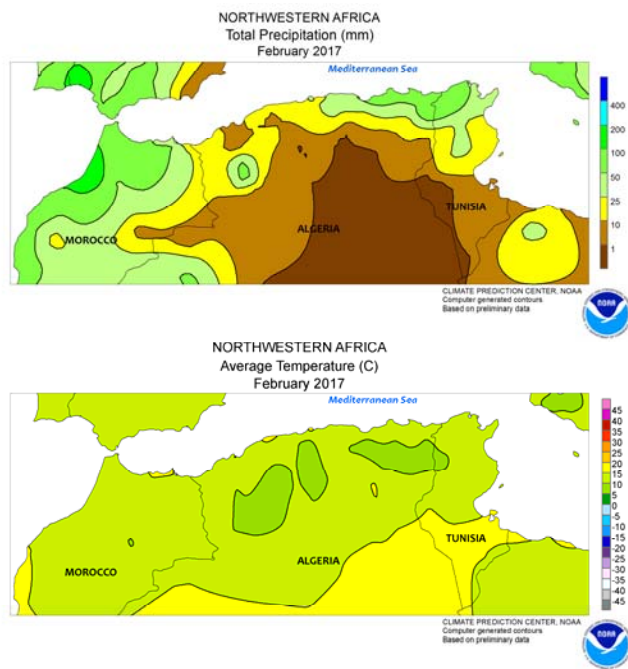 NORTHWESTERN AFRICA
Total Precipitation (mm)
February 2017
Mediterranean Sea
400
200
100
50
25
10
1
MOROCCO
ALGERIA
TUNISIA
CLIMATE PREDICTION CENTER, NOAA
Computer generated contours
Based on preliminary data
NOAA
NORTHWESTERN AFRICA
Average Temperature (C)
February 2017
Mediterranean Sea
45
40
35
30
25
20
15
10
5
0
-5
-10
-15
-20
-25
-30
-35
-40
-45
MOROCCO
ALGERIA
TUNISIA
CLIMATE PREDICTION CENTER, NOAA
Computer generated contours
Based on preliminary data
NOAA